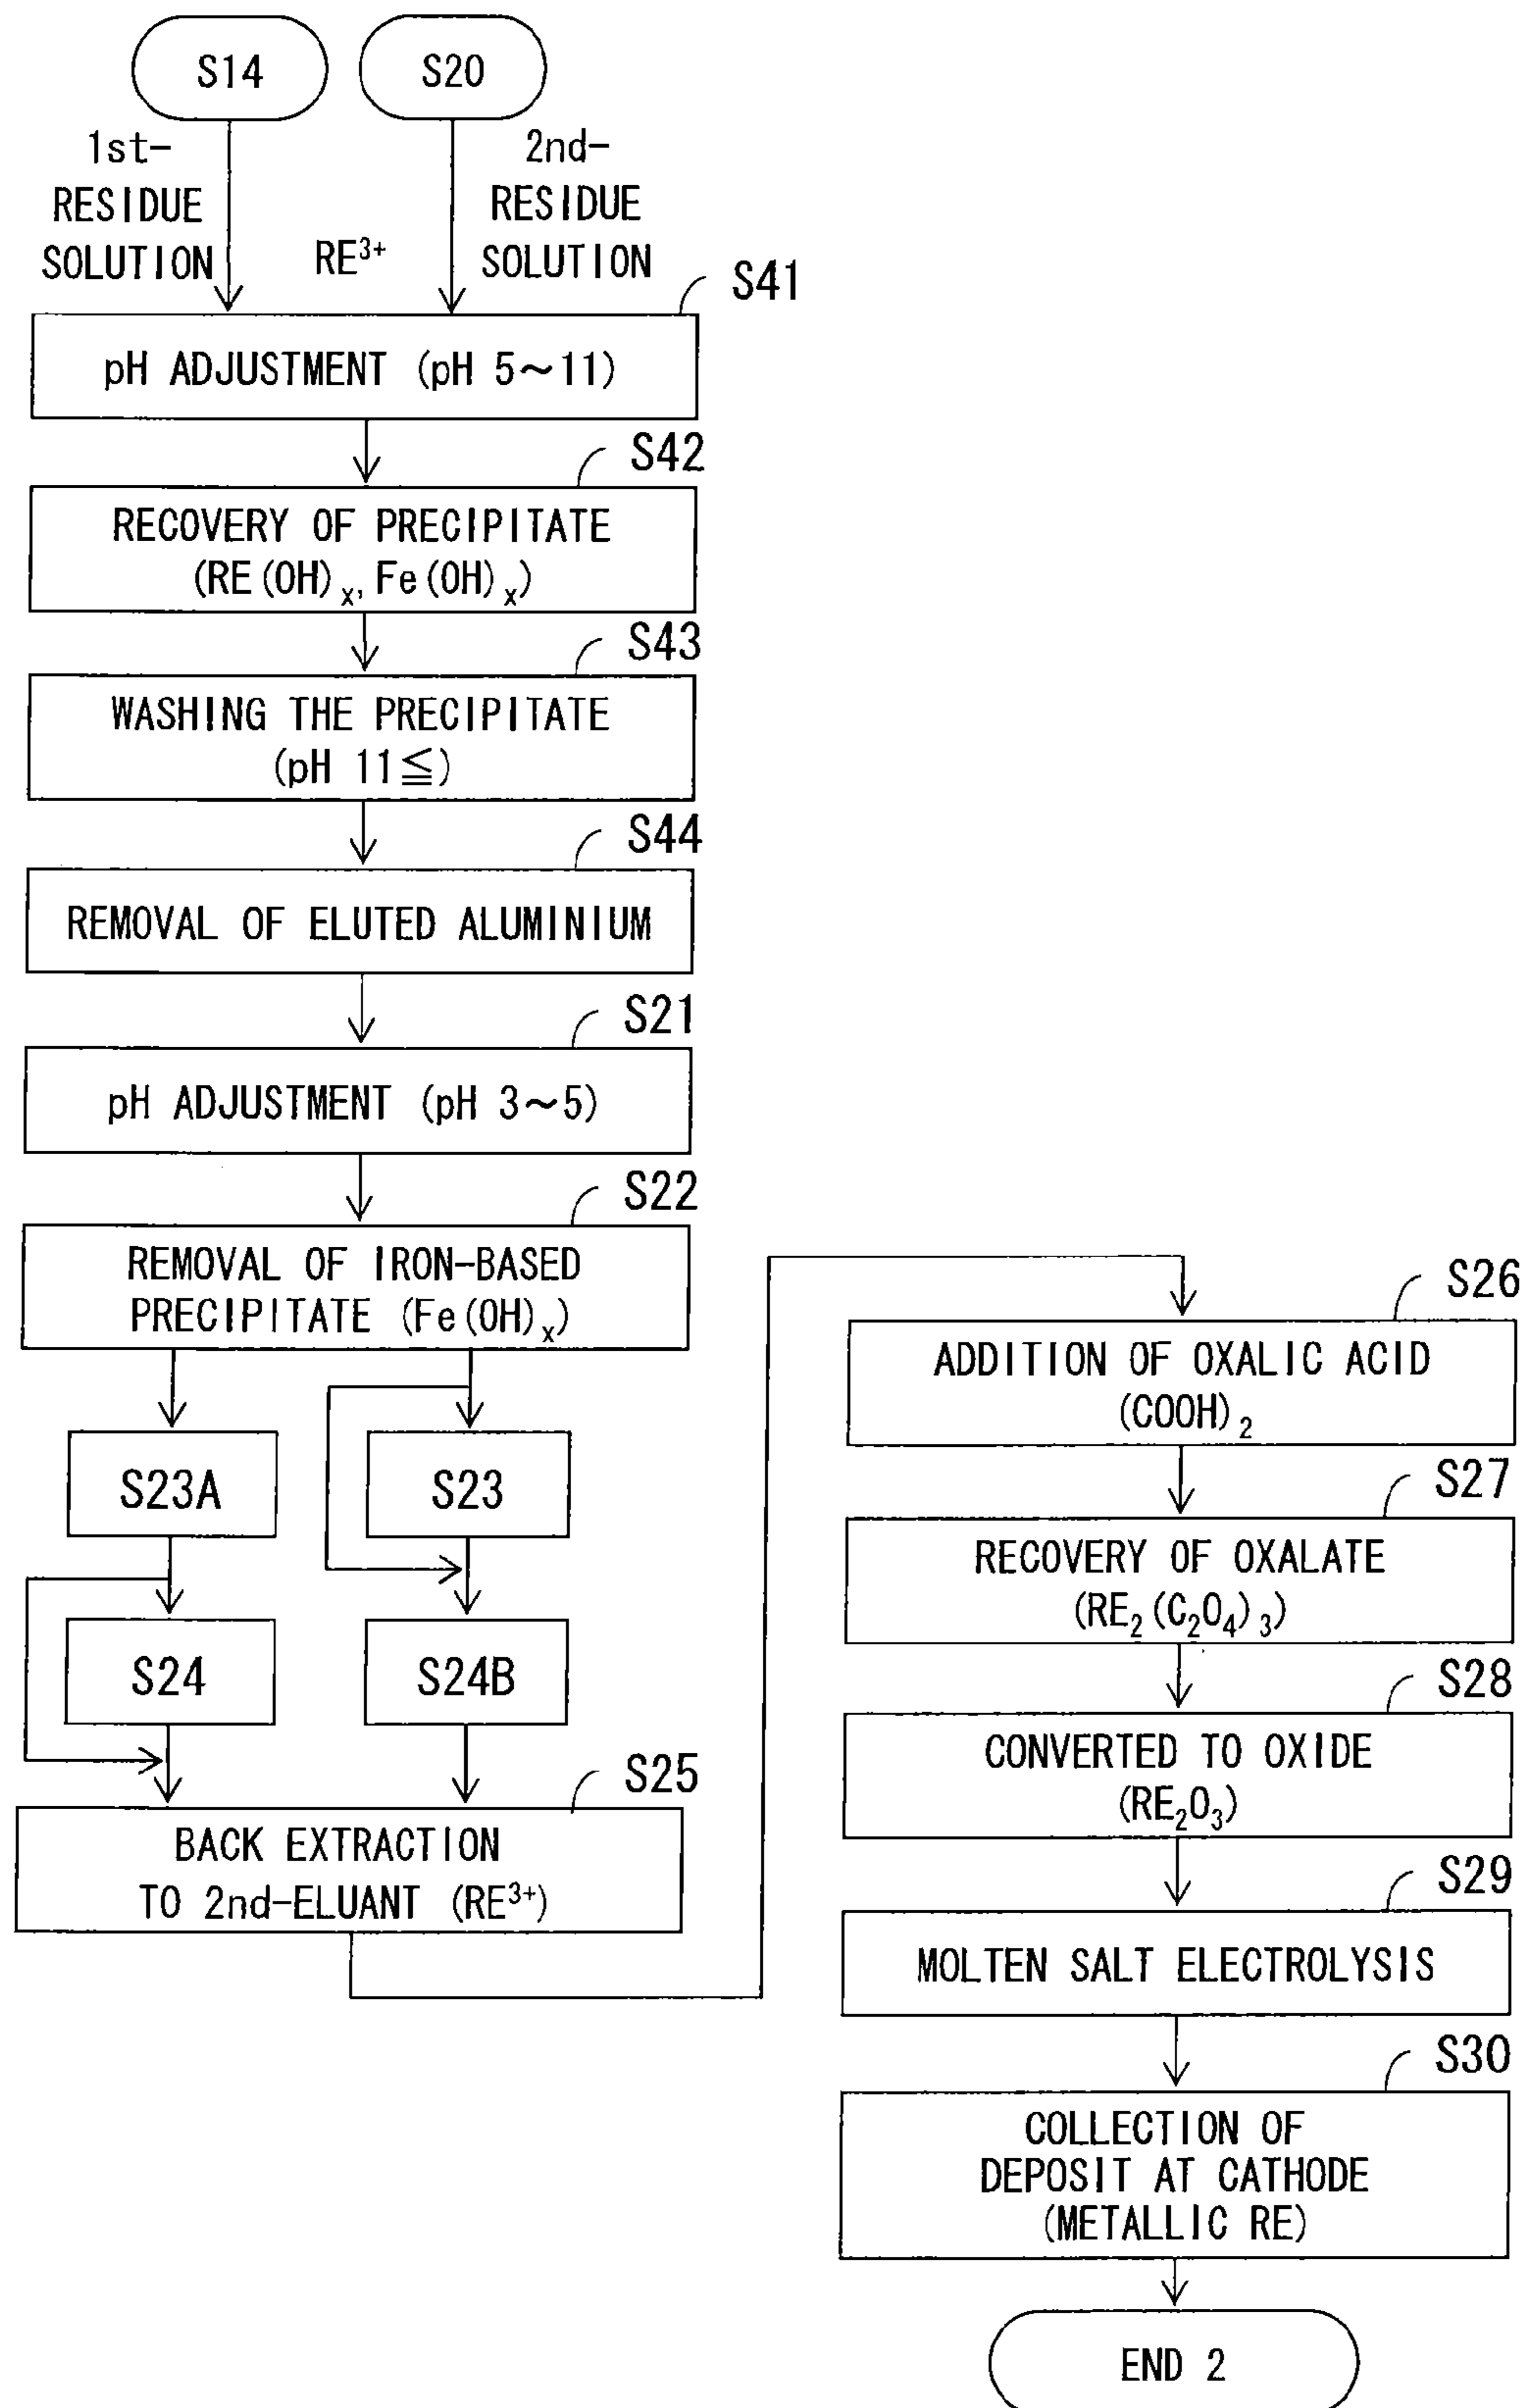 S14
S20
1st-
RESIDUE
SOLUTION
RE³⁺
2nd-
RESIDUE
SOLUTION
S41
pH ADJUSTMENT (pH 5～11)
S42
RECOVERY OF PRECIPITATE
(RE(OH)ₓ, Fe(OH)ₓ)
S43
WASHING THE PRECIPITATE
(pH 11≦)
S44
REMOVAL OF ELUTED ALUMINIUM
S21
pH ADJUSTMENT (pH 3～5)
S22
REMOVAL OF IRON-BASED
PRECIPITATE (Fe(OH)ₓ)
S23A
S23
S24
S24B
S25
BACK EXTRACTION
TO 2nd-ELUANT (RE³⁺)
S26
ADDITION OF OXALIC ACID
(COOH)₂
S27
RECOVERY OF OXALATE
(RE₂(C₂O₄)₃)
S28
CONVERTED TO OXIDE
(RE₂O₃)
S29
MOLTEN SALT ELECTROLYSIS
S30
COLLECTION OF
DEPOSIT AT CATHODE
(METALLIC RE)
END 2